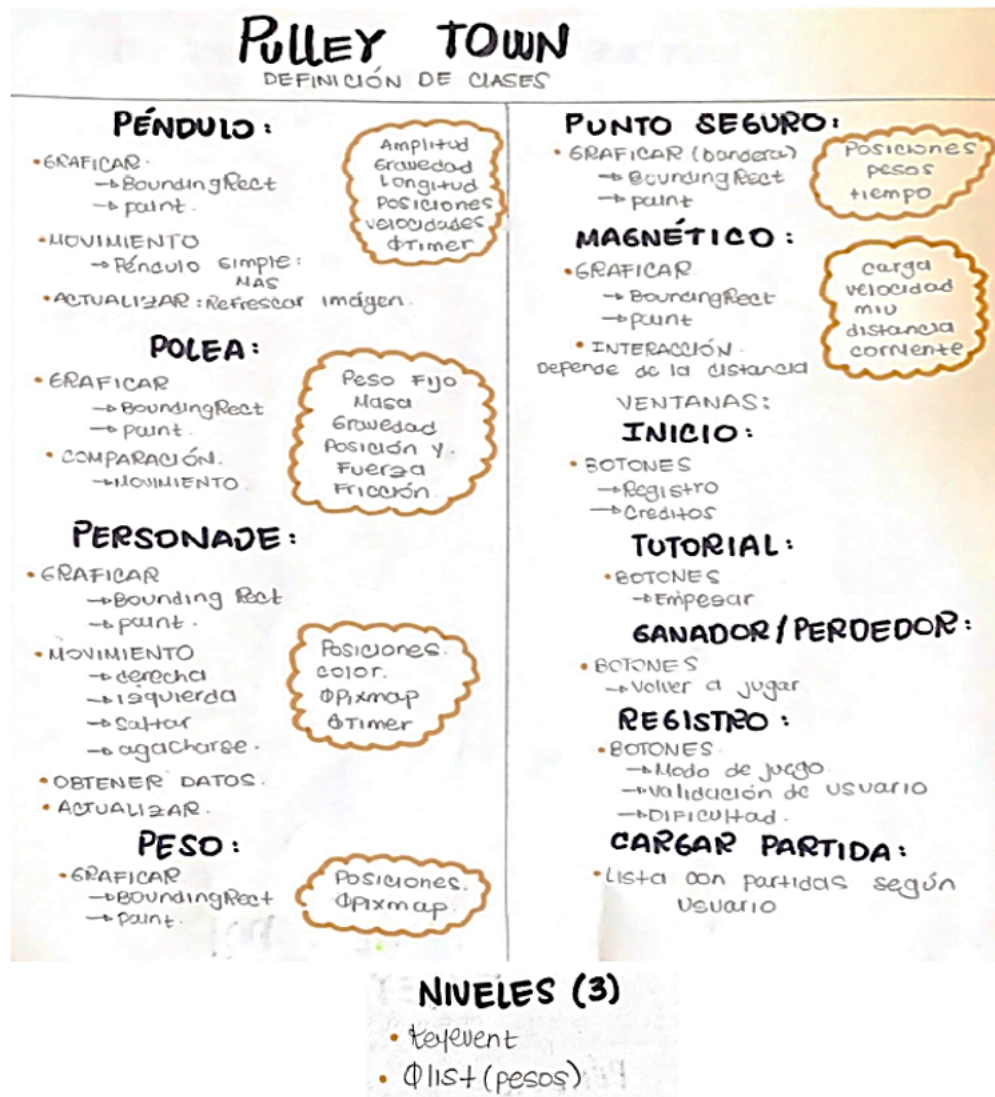 PULLEY TOWN
DEFINICIÓN DE CLASES
PÉNDULO:
•GRAFICAR.
→BoundingRect
→paint.
•MOVIMIENTO
→Péndulo simple:
MAS
•ACTUALIZAR: Refrescar imágen.
Amplitud
Gravedad
Longitud
Posiciones
velocidades
QTimer
POLEA:
•GRAFICAR
→BoundingRect
→paint.
•COMPARACIÓN.
→MOVIMIENTO.
Peso Fijo
Masa
Gravedad
Posición Y.
Fuerza
Fricción.
PERSONAJE:
•GRAFICAR
→Bounding Rect
→paint.
•MOVIMIENTO
→derecha
→izquierda
→Saltar
→agacharse.
•OBTENER DATOS.
•ACTUALIZAR.
Posiciones.
color.
QPixmap
QTimer
PESO:
•GRAFICAR
→BoundingRect
→paint.
Posiciones.
QPixmap.
PUNTO SEGURO:
•GRAFICAR (bandera)
→BoundingRect
→paint
Posiciones
pesos
tiempo
MAGNÉTICO:
•GRAFICAR
→BoundingRect
→paint
•INTERACCIÓN.
Depende de la distancia
carga
velocidad
miu
distancia
corriente
VENTANAS:
INICIO:
•BOTONES
→Registro
→Creditos
TUTORIAL:
•BOTONES
→Empesar
GANADOR/PERDEDOR:
•BOTONES
→Volver a jugar
REGISTRO:
•BOTONES.
→Modo de juego.
→validación de usuario
→DIFICULtad.
CARGAR PARTIDA:
•Lista con partidas según
usuario
NIVELES (3)
• Keyevent
• Qlist (pesos)